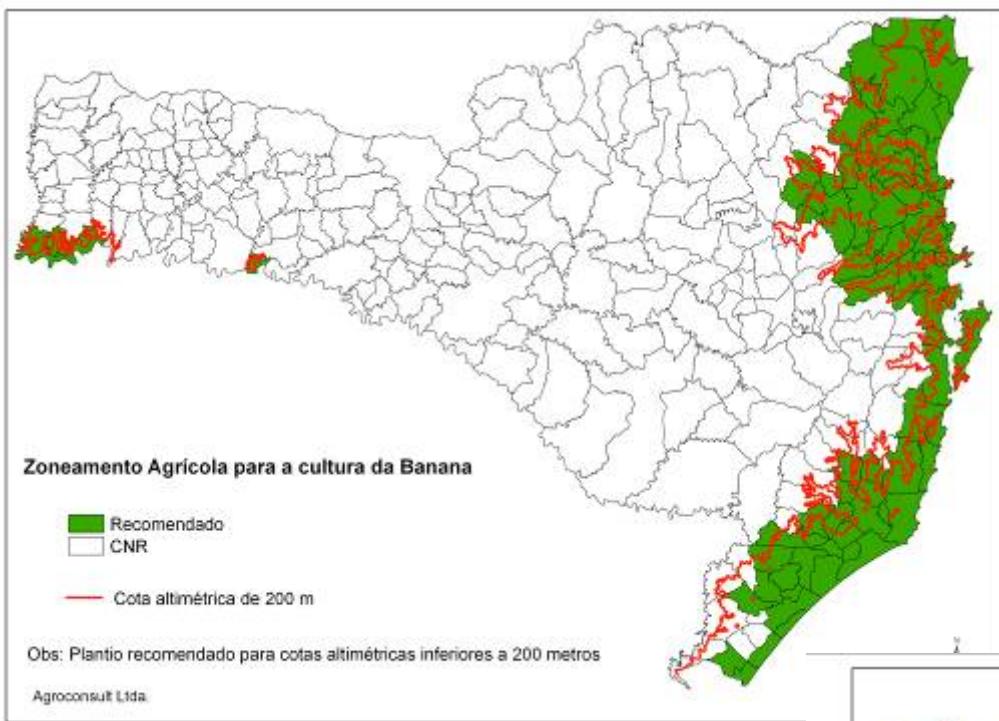 Zoneamento Agrícola para a cultura da Banana
Recomendado
CNR
Cota altimétrica de 200 m
Obs: Plantio recomendado para cotas altimétricas inferiores a 200 metros
Agroconsult Ltda.